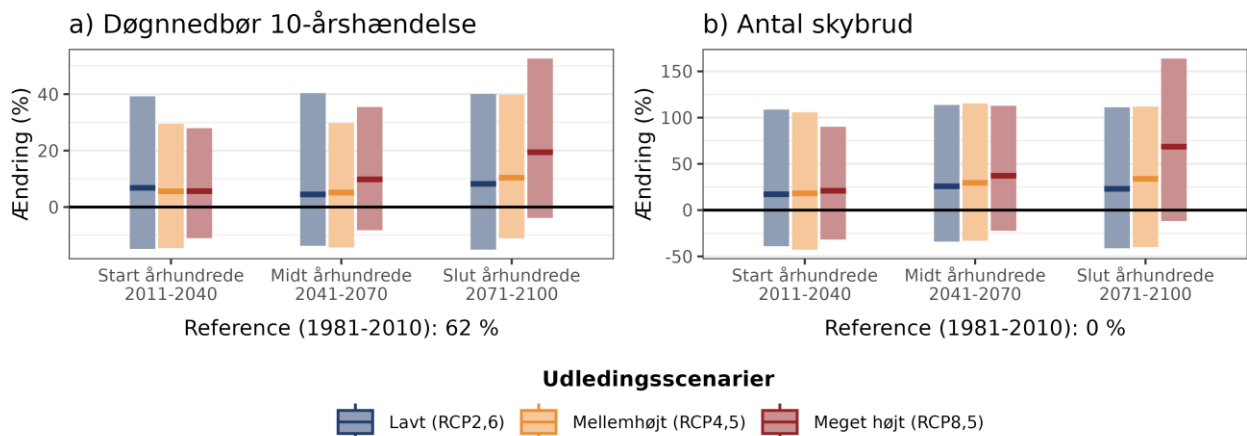 a) Døgnnedbør 10-årshændelse
Ændring (%)
40
20
0
Start århundrede
2011-2040
Midt århundrede
2041-2070
Slut århundrede
2071-2100
Reference (1981-2010): 62 %
b) Antal skybrud
Ændring (%)
150
100
50
0
-50
Start århundrede
2011-2040
Midt århundrede
2041-2070
Slut århundrede
2071-2100
Reference (1981-2010): 0 %
Udledingsscenarier
Lavt (RCP2,6)
Mellemhøjt (RCP4,5)
Meget højt (RCP8,5)